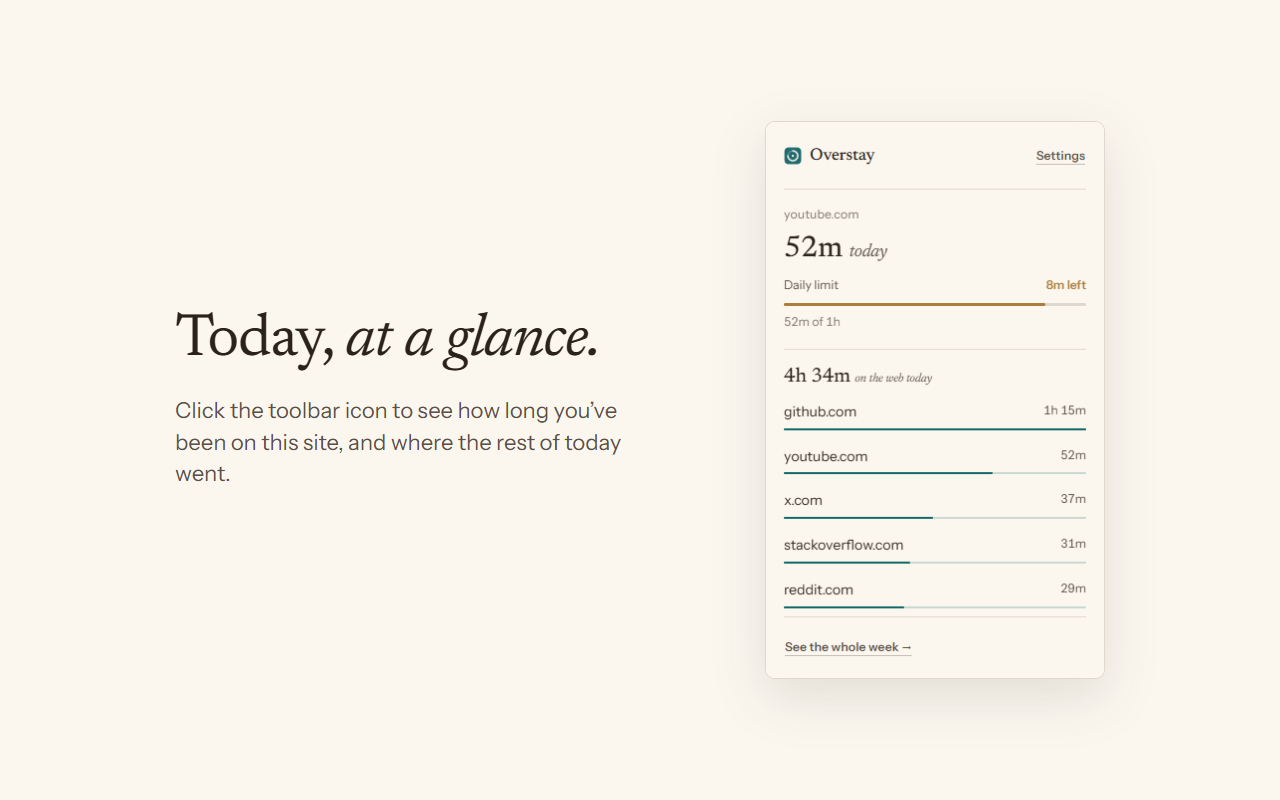 Today, at a glance.
Click the toolbar icon to see how long you’ve
been on this site, and where the rest of today
went.
Overstay
Settings
youtube.com
52m today
Daily limit
8m left
52m of 1h
4h 34m on the web today
github.com
1h 15m
youtube.com
52m
x.com
37m
stackoverflow.com
31m
reddit.com
29m
See the whole week →